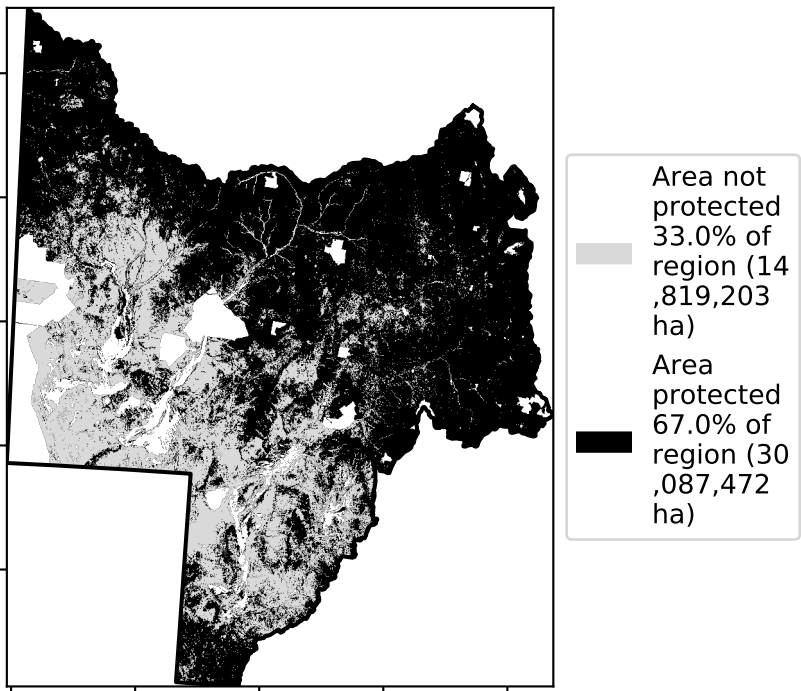 Area not
protected
33.0% of
region (14
,819,203
ha)
Area
protected
67.0% of
region (30
,087,472
ha)